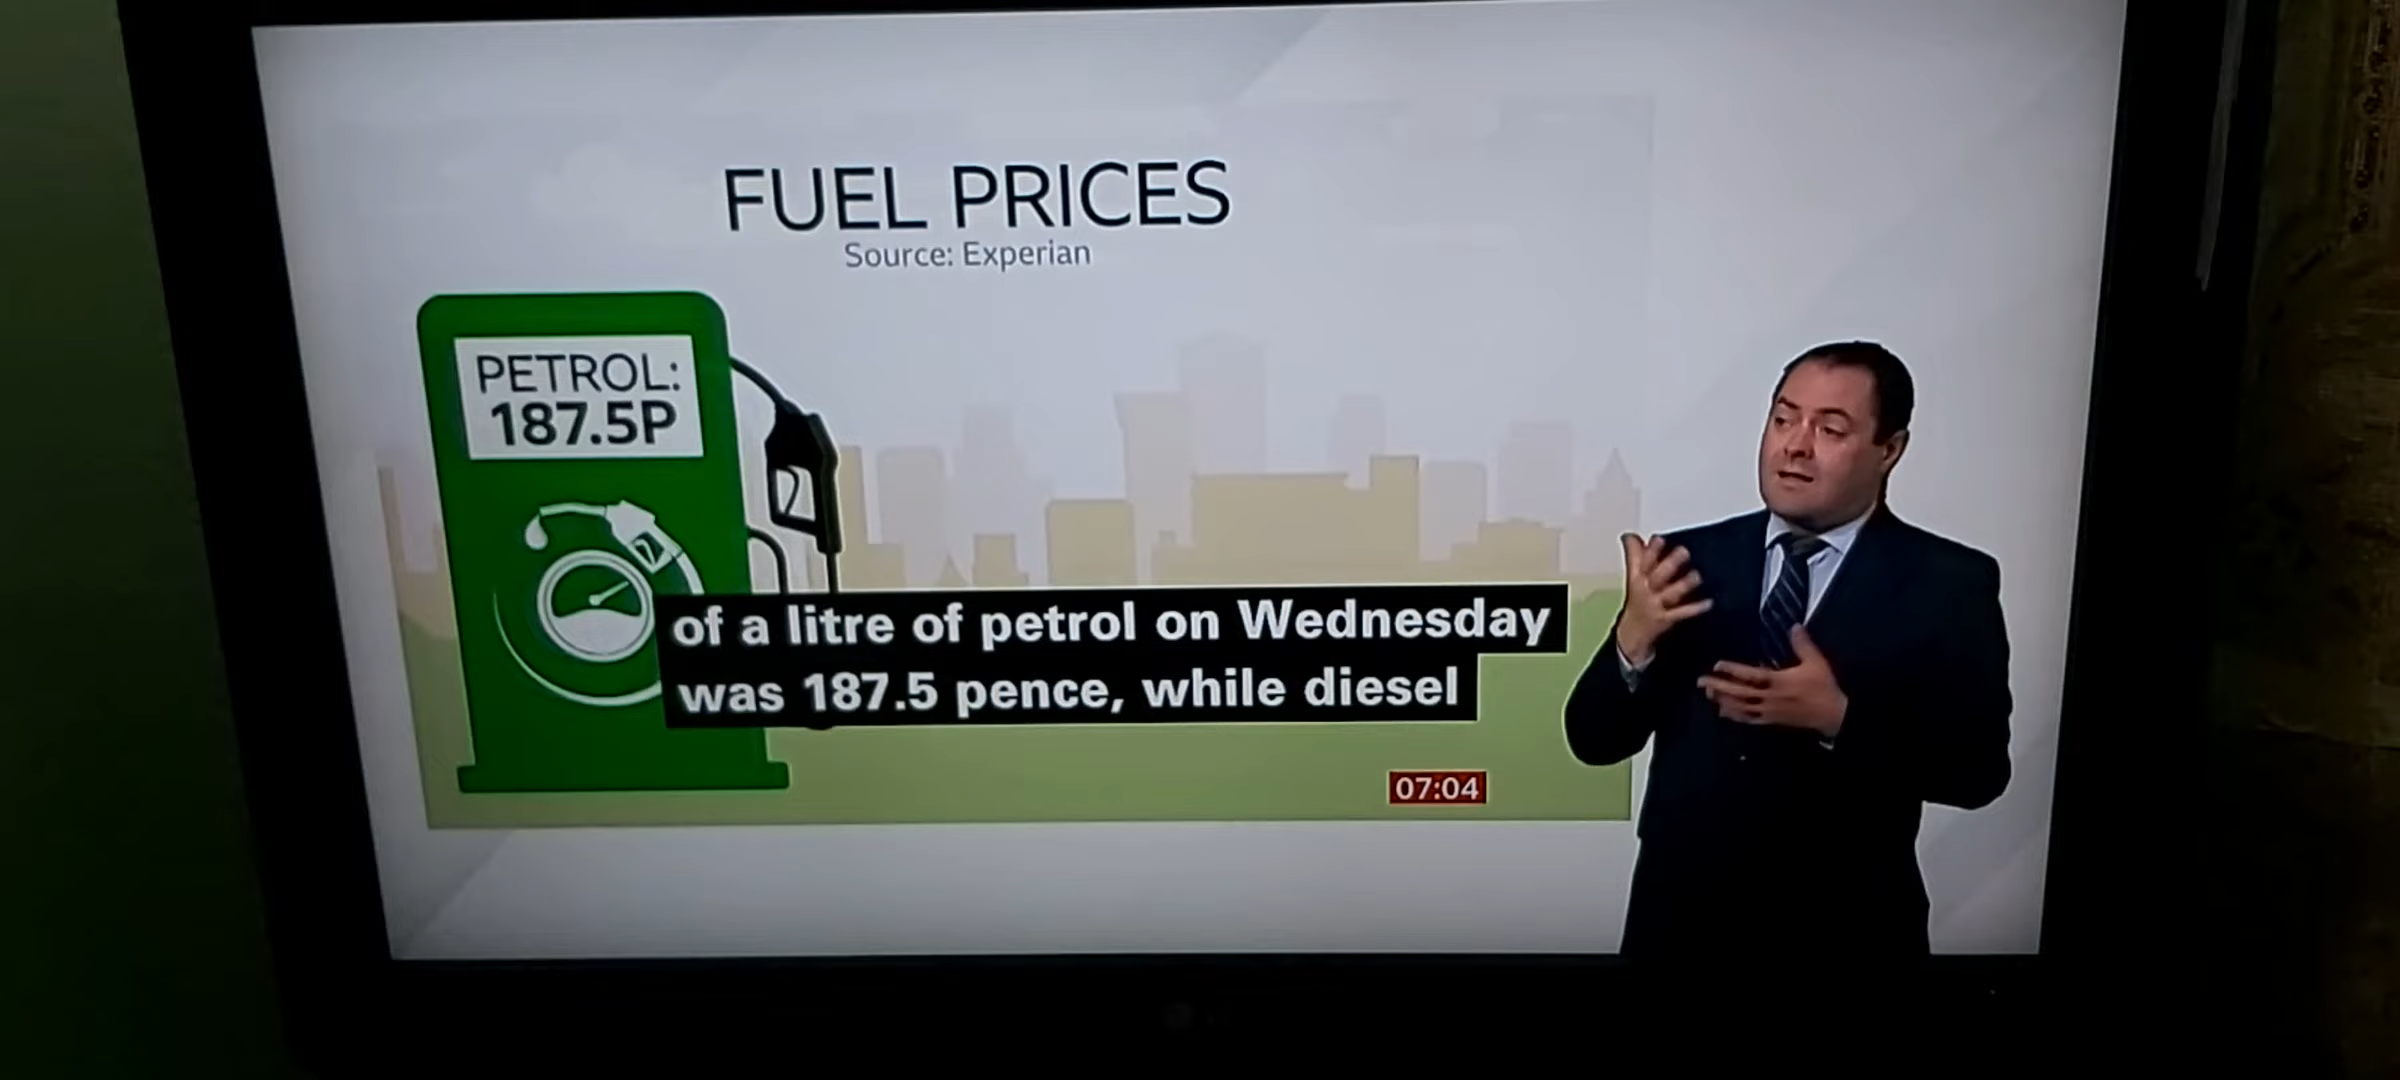 FUEL PRICES
Source: Experian
PETROL:
187.5P
of a litre of petrol on Wednesday
was 187.5 pence, while diesel
07:04